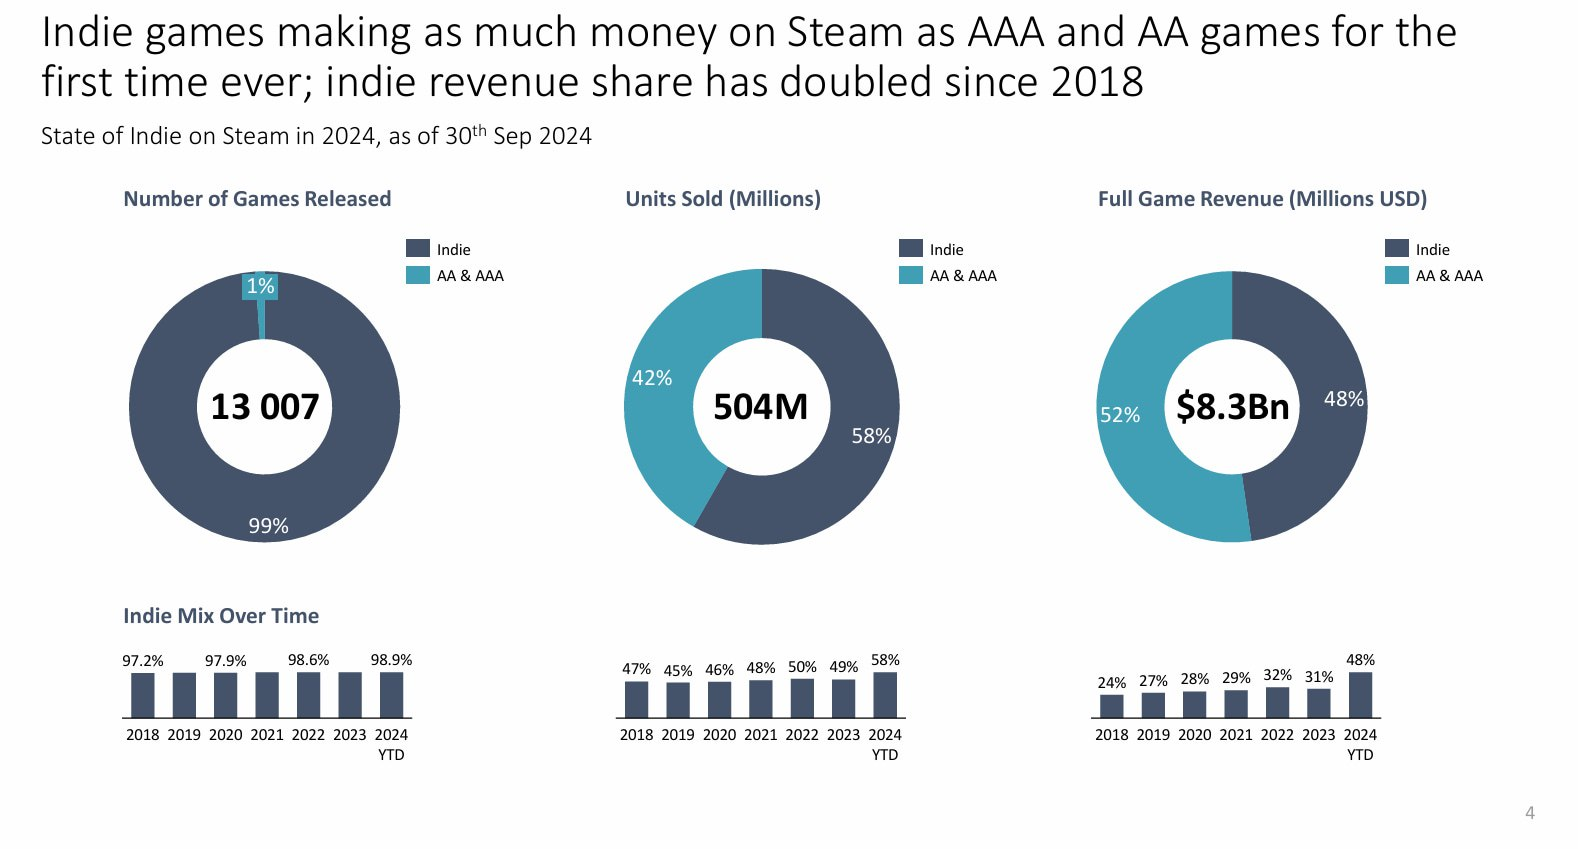 Indie games making as much money on Steam as AAA and AA games for the
first time ever; indie revenue share has doubled since 2018
State of Indie on Steam in 2024, as of 30th Sep 2024
Number of Games Released
Indie
AA & AAA
1%
13 007
99%
Units Sold (Millions)
Indie
AA & AAA
42%
504M
58%
Full Game Revenue (Millions USD)
Indie
AA & AAA
52%
$8.3Bn
48%
Indie Mix Over Time
97.2% 97.9% 98.6% 98.9%
2018 2019 2020 2021 2022 2023 2024
YTD
47% 45% 46% 48% 50% 49% 58%
2018 2019 2020 2021 2022 2023 2024
YTD
24% 27% 28% 29% 32% 31% 48%
2018 2019 2020 2021 2022 2023 2024
YTD
4